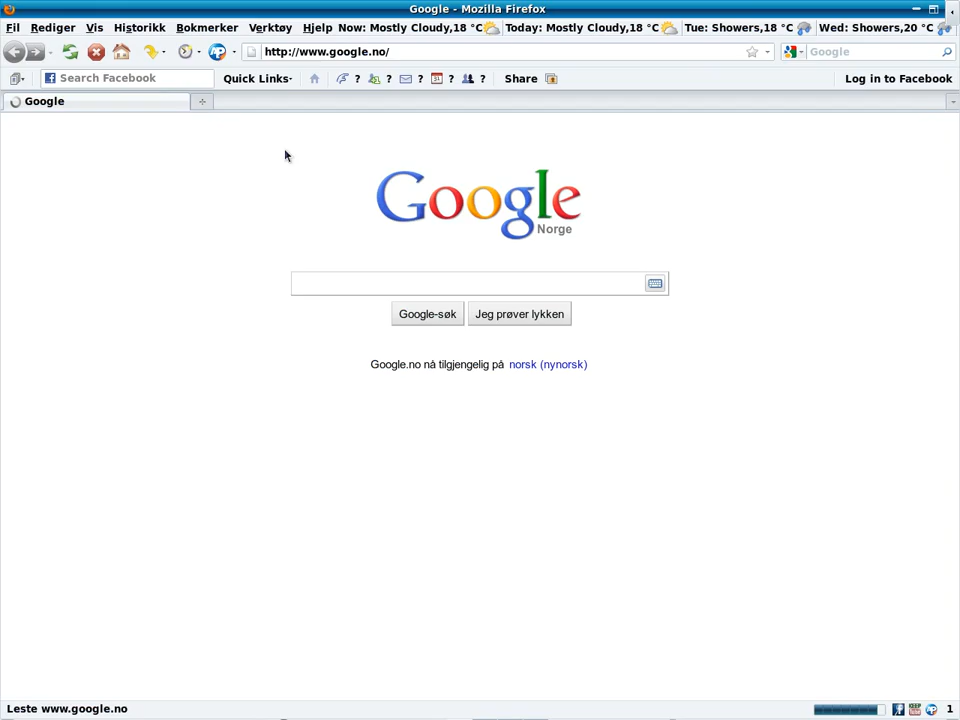 Google - Mozilla Firefox
Fil Rediger Vis Historikk Bokmerker Verktøy Hjelp Now: Mostly Cloudy,18 °C Today: Mostly Cloudy,18 °C Tue: Showers,18 °C Wed: Showers,20 °C
http://www.google.no/ Google
Search Facebook Quick Links ? ? ? ? ? Share Log in to Facebook
Google
Google
Norge
Google-søk Jeg prøver lykken
Google.no nå tilgjengelig på norsk (nynorsk)
Leste www.google.no 1